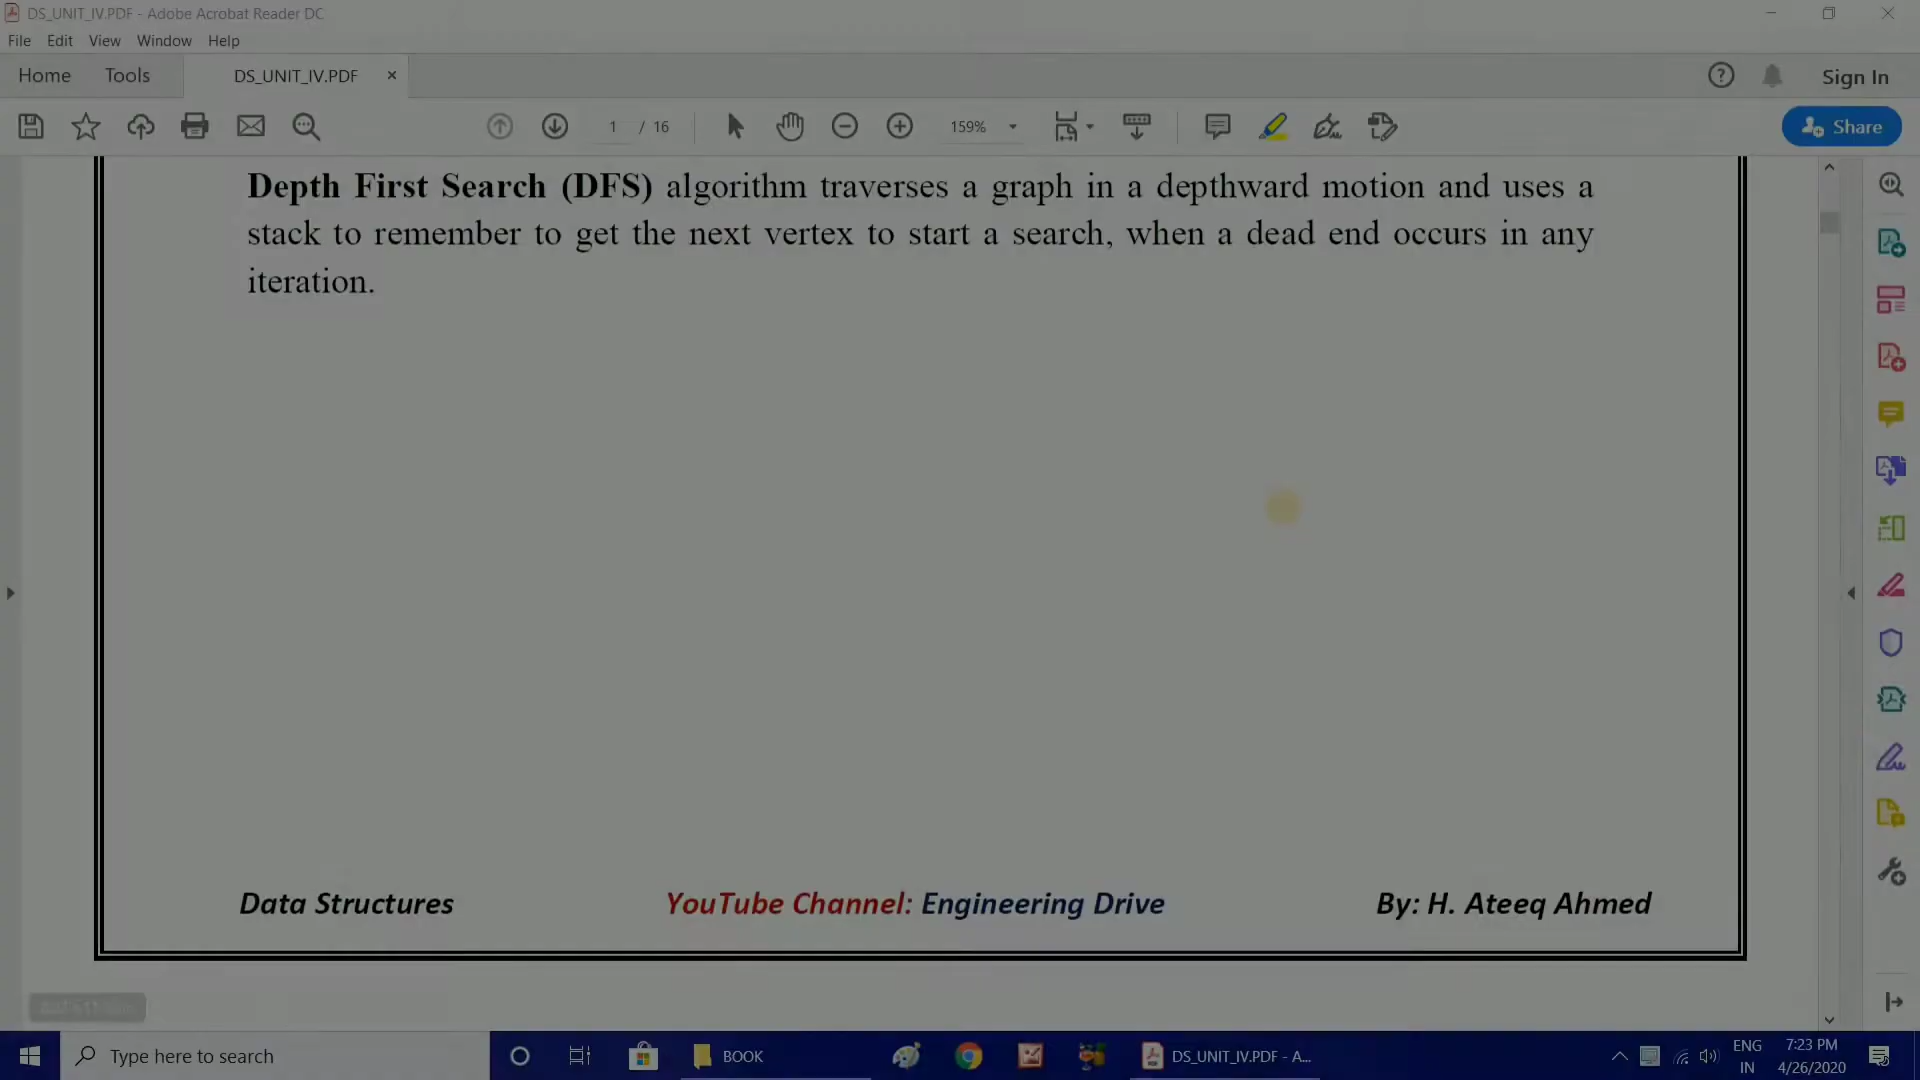 DS_UNIT_IV.PDF - Adobe Acrobat Reader DC
File Edit View Window Help
Home Tools DS_UNIT_IV.PDF Sign In
1 / 16 159% Share
Depth First Search (DFS) algorithm traverses a graph in a depthward motion and uses a
stack to remember to get the next vertex to start a search, when a dead end occurs in any
iteration.
Data Structures YouTube Channel: Engineering Drive By: H. Ateeq Ahmed
Type here to search BOOK DS_UNIT_IV.PDF - A...
ENG 7:23 PM
IN 4/26/2020